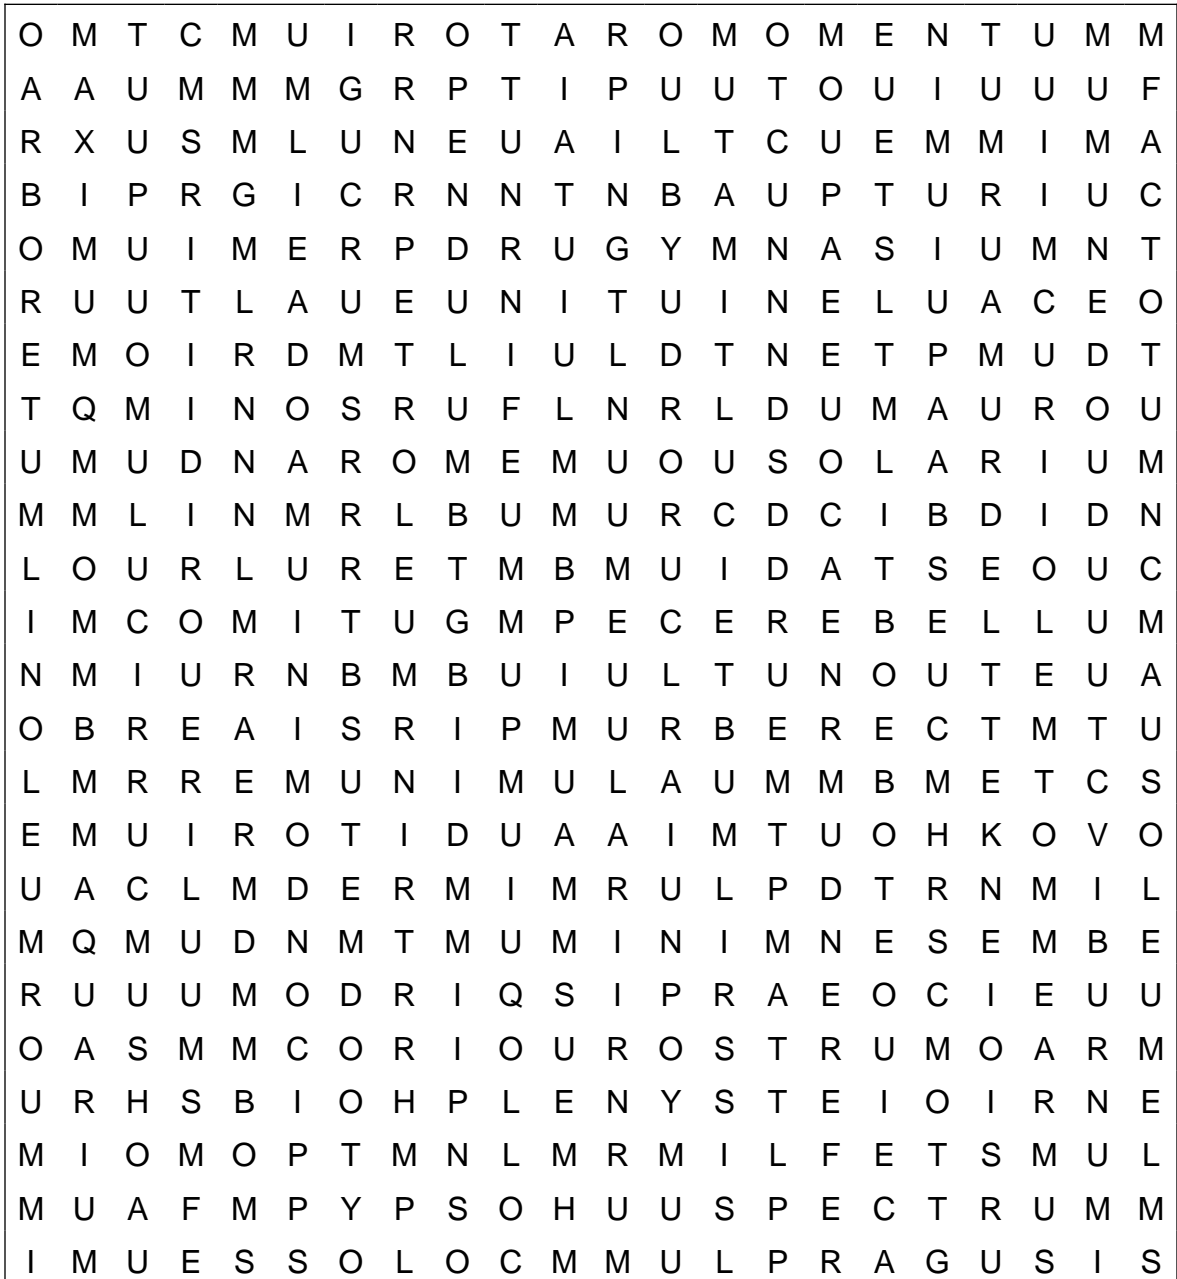 O M T C M U I R O T A R O M O M E N T U M M
A A U M M M G R P T I P U U T O U I U U U F
R X U S M L U N E U A I L T C U E M M I M A
B I P R G I C R N N T N B A U P T U R I U C
O M U I M E R P D R U G Y M N A S I U M N T
R U U T L A U E U N I T U I N E L U A C E O
E M O I R D M T L I U L D T N E T P M U D T
T Q M I N O S R U F L N R L D U M A U R O U
U M U D N A R O M E M U O U S O L A R I U M
M M L I N M R L B U M U R C D C I B D I D N
L O U R L U R E T M B M U I D A T S E O U C
I M C O M I T U G M P E C E R E B E L L U M
N M I U R N B M B U I U L T U N O U T E U A
O B R E A I S R I P M U R B E R E C T M T U
L M R R E M U N I M U L A U M M B M E T C S
E M U I R O T I D U A A I M T U O H K O V O
U A C L M D E R M I M R U L P D T R N M I L
M Q M U D N M T M U M I N I M N E S E M B E
R U U U M O D R I Q S I P R A E O C I E U U
O A S M M C O R I O U R O S T R U M O A R M
U R H S B I O H P L E N Y S T E I O I R N E
M I O M O P T M N L M R M I L F E T S M U L
M U A F M P Y P S O H U U S P E C T R U M M
I M U E S S O L O C M M U L P R A G U S I S